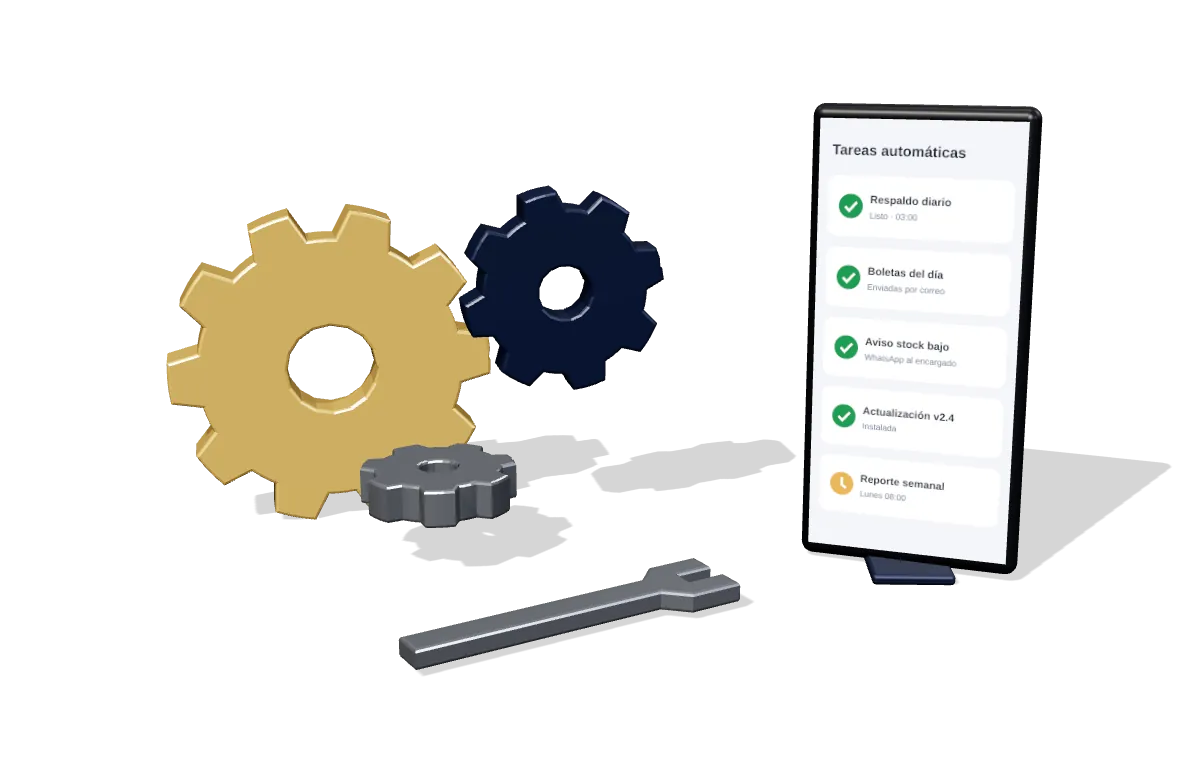 Tareas automáticas
Respaldo diario
Listo · 03:00
Boletas del día
Enviadas por correo
Aviso stock bajo
WhatsApp al encargado
Actualización v2.4
Instalada
Reporte semanal
Lunes 08:00